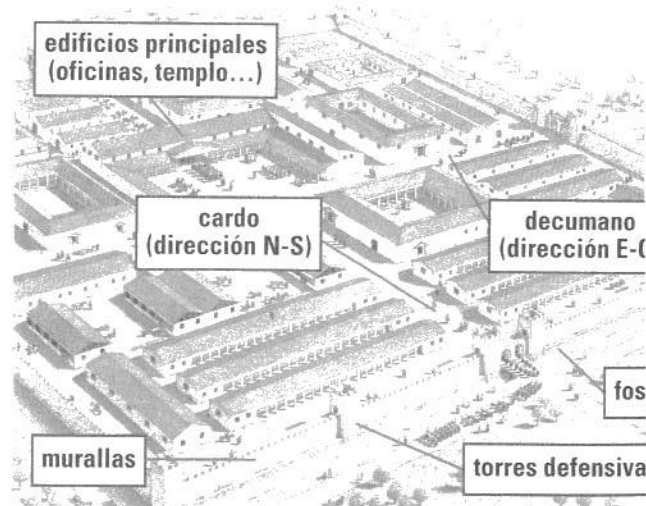 edificios principales
(oficinas, templo...)
cardo
(dirección N-S)
decumano
(dirección E-
fos
murallas
torres defensiva